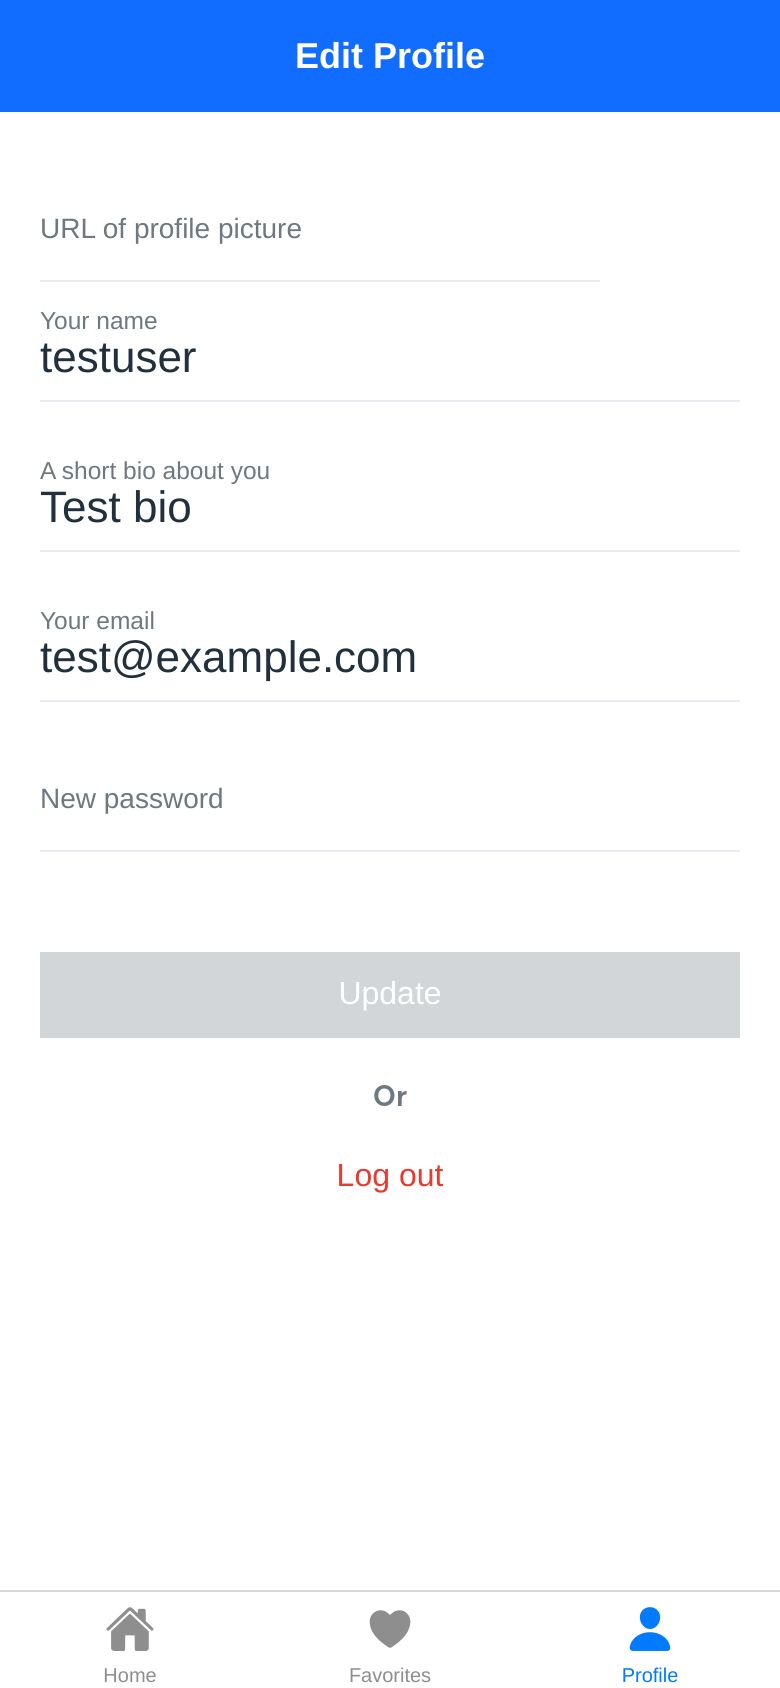 Edit Profile
URL of profile picture
Your name
testuser
A short bio about you
Test bio
Your email
test@example.com
New password
Update
Or
Log out
Home
Favorites
Profile